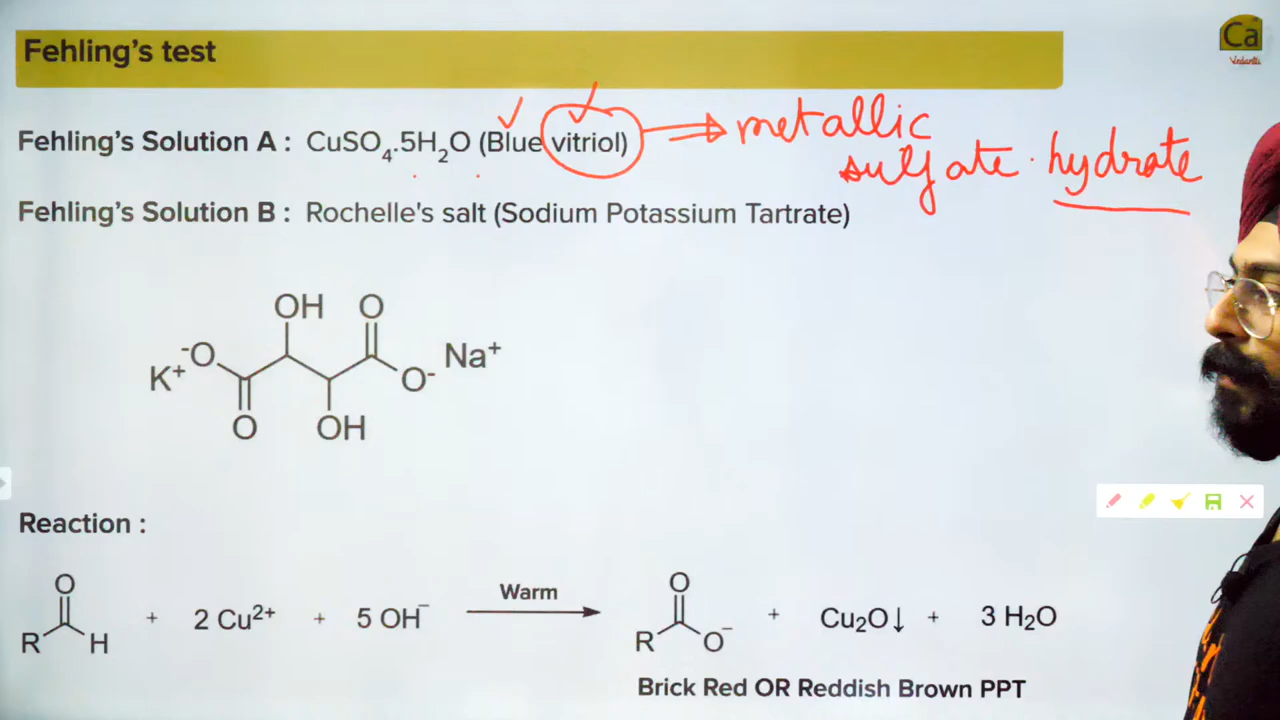 Ca
Vedantu
Fehling's test
Fehling's Solution A : CuSO₄.5H₂O (Blue vitriol) ⇒ metallic
sulfate · hydrate
Fehling's Solution B : Rochelle's salt (Sodium Potassium Tartrate)
OH O
⁻O Na⁺
K⁺ O⁻
O OH
Reaction :
O Warm O
+ 2 Cu²⁺ + 5 OH⁻ + Cu₂O↓ + 3 H₂O
R H R O⁻
Brick Red OR Reddish Brown PPT